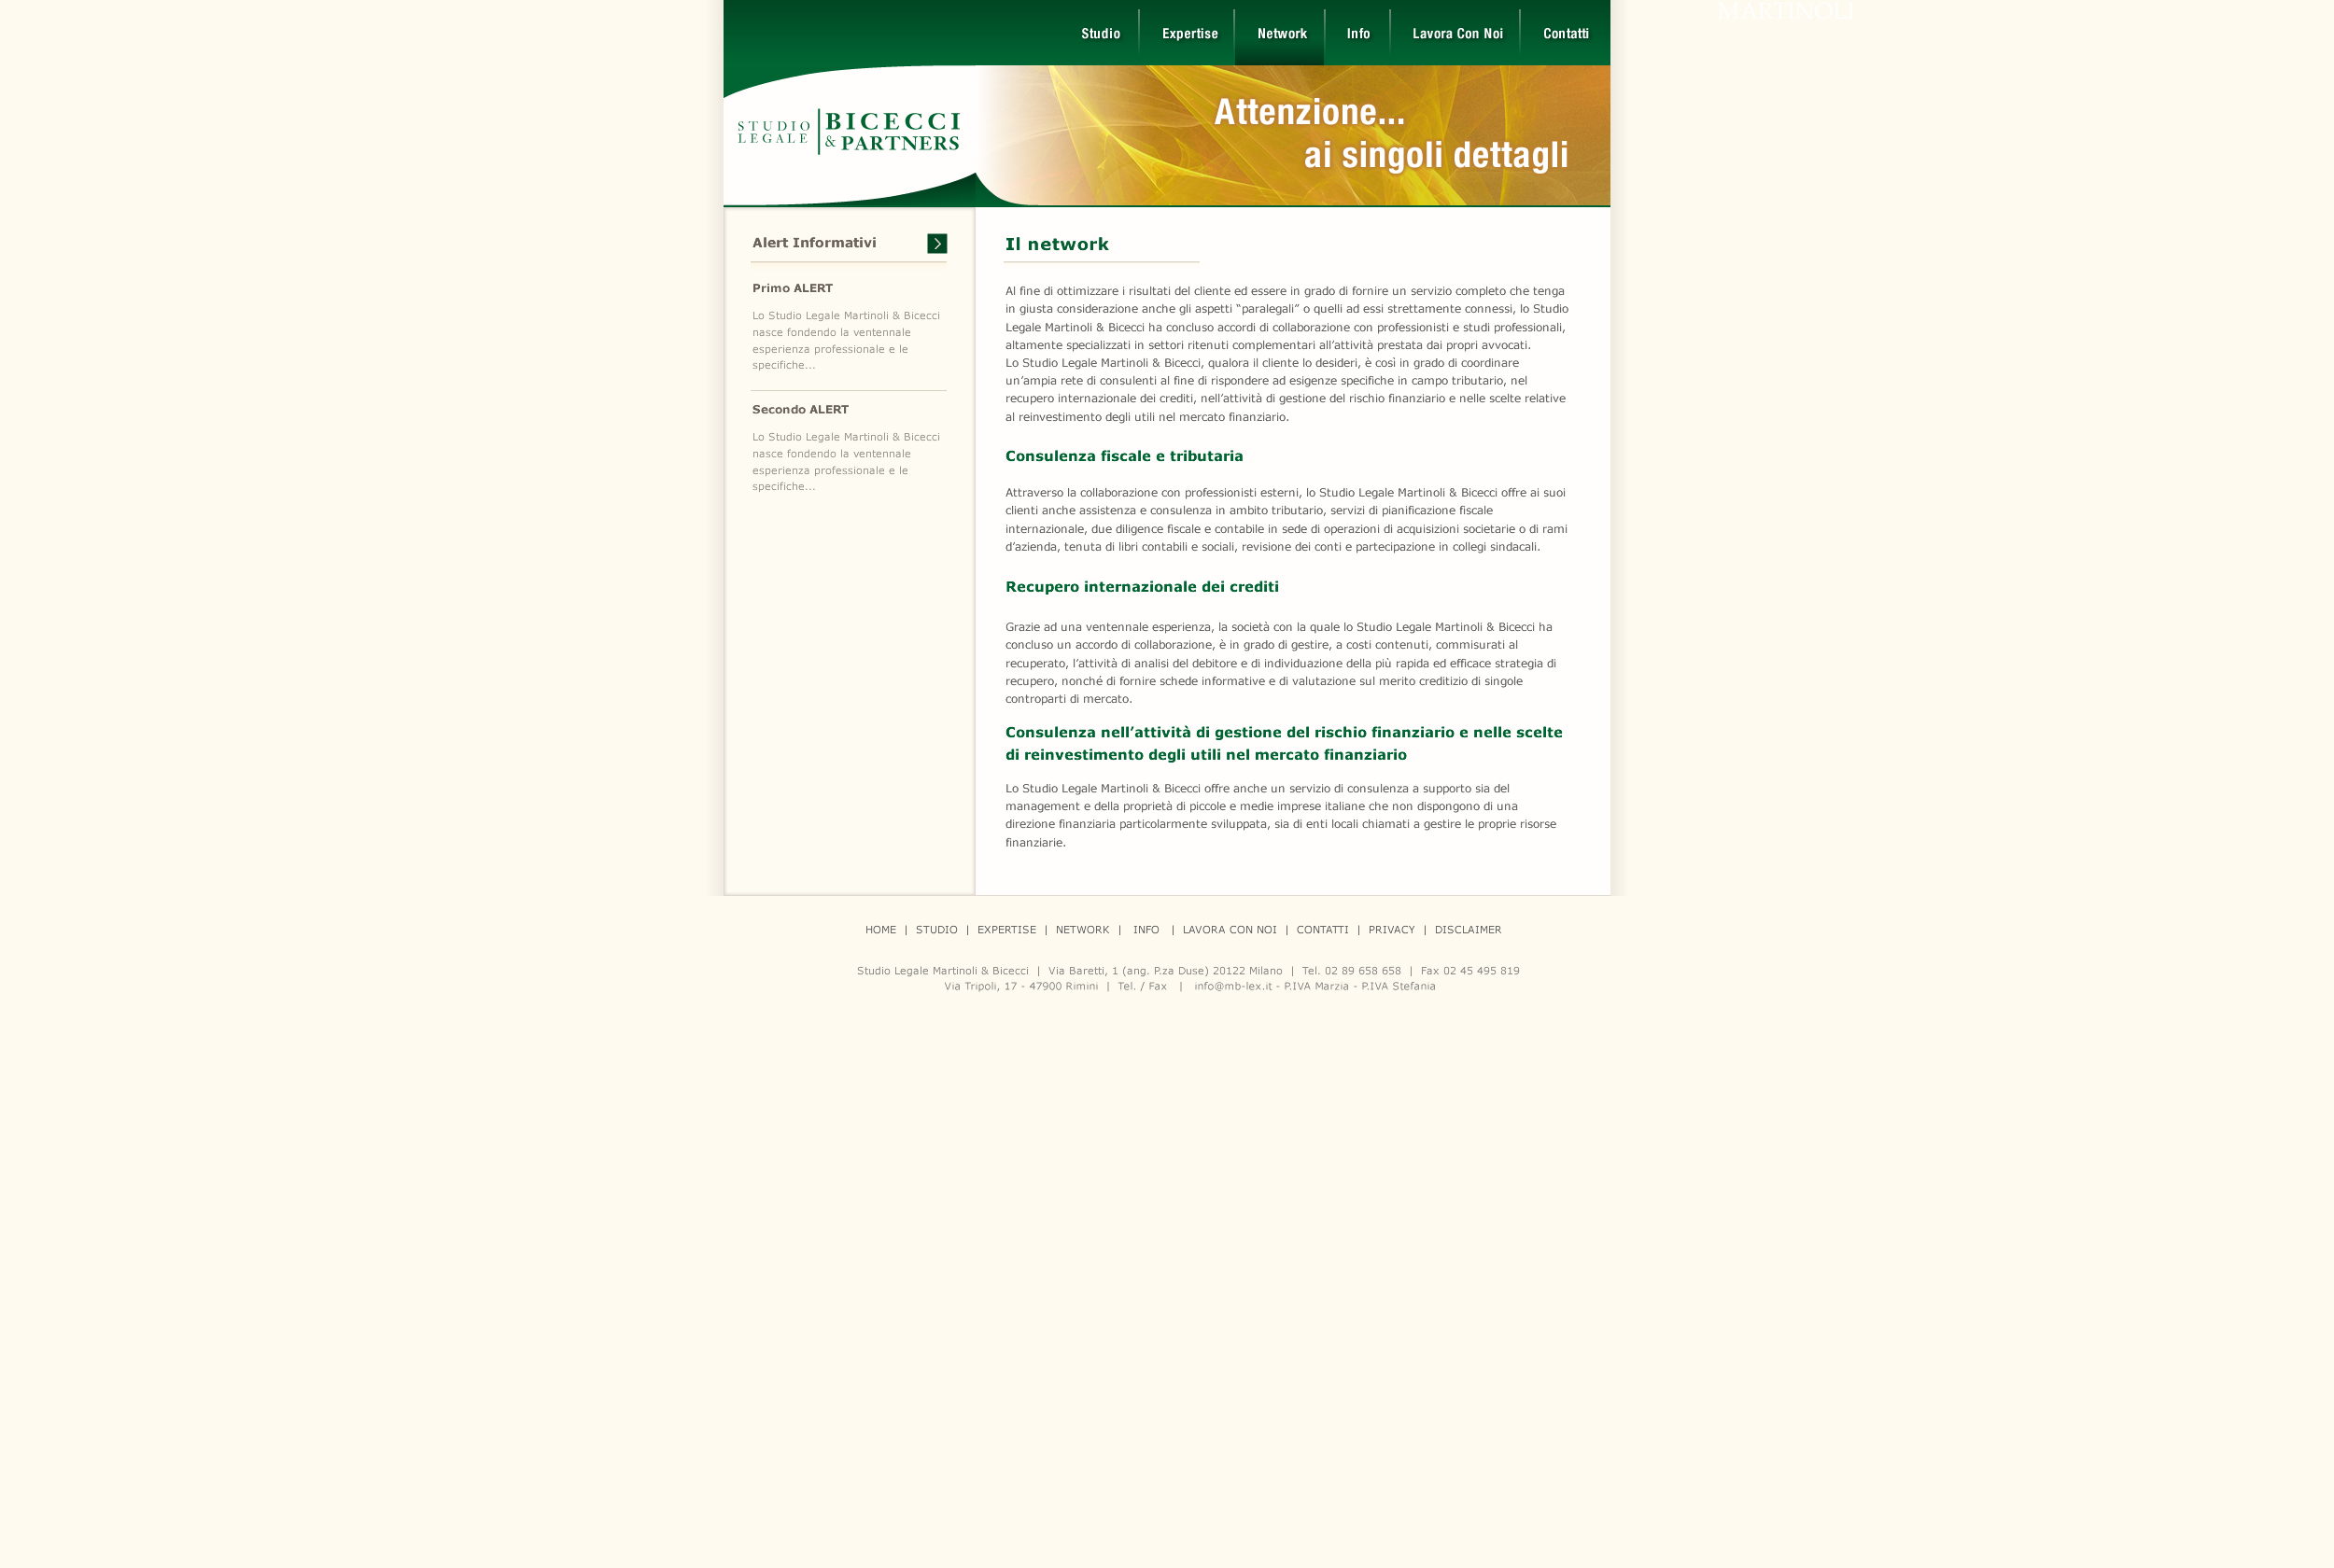 MARTINOLI
Studio
Expertise
Network
Info
Lavora Con Noi
Contatti
STUDIO
LEGALE
BICECCI
& PARTNERS
Attenzione...
ai singoli dettagli
Alert Informativi
Primo ALERT
Lo Studio Legale Martinoli & Bicecci
nasce fondendo la ventennale
esperienza professionale e le
specifiche...
Secondo ALERT
Lo Studio Legale Martinoli & Bicecci
nasce fondendo la ventennale
esperienza professionale e le
specifiche...
Il network
Al fine di ottimizzare i risultati del cliente ed essere in grado di fornire un servizio completo che tenga
in giusta considerazione anche gli aspetti “paralegali” o quelli ad essi strettamente connessi, lo Studio
Legale Martinoli & Bicecci ha concluso accordi di collaborazione con professionisti e studi professionali,
altamente specializzati in settori ritenuti complementari all’attività prestata dai propri avvocati.
Lo Studio Legale Martinoli & Bicecci, qualora il cliente lo desideri, è così in grado di coordinare
un’ampia rete di consulenti al fine di rispondere ad esigenze specifiche in campo tributario, nel
recupero internazionale dei crediti, nell’attività di gestione del rischio finanziario e nelle scelte relative
al reinvestimento degli utili nel mercato finanziario.
Consulenza fiscale e tributaria
Attraverso la collaborazione con professionisti esterni, lo Studio Legale Martinoli & Bicecci offre ai suoi
clienti anche assistenza e consulenza in ambito tributario, servizi di pianificazione fiscale
internazionale, due diligence fiscale e contabile in sede di operazioni di acquisizioni societarie o di rami
d’azienda, tenuta di libri contabili e sociali, revisione dei conti e partecipazione in collegi sindacali.
Recupero internazionale dei crediti
Grazie ad una ventennale esperienza, la società con la quale lo Studio Legale Martinoli & Bicecci ha
concluso un accordo di collaborazione, è in grado di gestire, a costi contenuti, commisurati al
recuperato, l’attività di analisi del debitore e di individuazione della più rapida ed efficace strategia di
recupero, nonché di fornire schede informative e di valutazione sul merito creditizio di singole
controparti di mercato.
Consulenza nell’attività di gestione del rischio finanziario e nelle scelte
di reinvestimento degli utili nel mercato finanziario
Lo Studio Legale Martinoli & Bicecci offre anche un servizio di consulenza a supporto sia del
management e della proprietà di piccole e medie imprese italiane che non dispongono di una
direzione finanziaria particolarmente sviluppata, sia di enti locali chiamati a gestire le proprie risorse
finanziarie.
HOME | STUDIO | EXPERTISE | NETWORK | INFO | LAVORA CON NOI | CONTATTI | PRIVACY | DISCLAIMER
Studio Legale Martinoli & Bicecci | Via Baretti, 1 (ang. P.za Duse) 20122 Milano | Tel. 02 89 658 658 | Fax 02 45 495 819
Via Tripoli, 17 - 47900 Rimini | Tel. / Fax | info@mb-lex.it - P.IVA Marzia - P.IVA Stefania